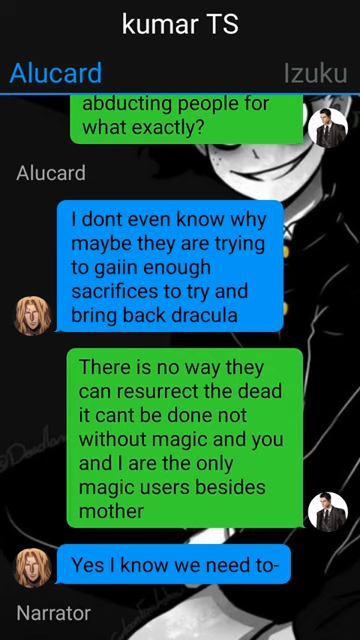 kumar TS
Alucard
Izuku
abducting people for
what exactly?
Alucard
I dont even know why
maybe they are trying
to gaiin enough
sacrifices to try and
bring back dracula
There is no way they
can resurrect the dead
it cant be done not
without magic and you
and I are the only
magic users besides
mother
Yes I know we need to-
Narrator